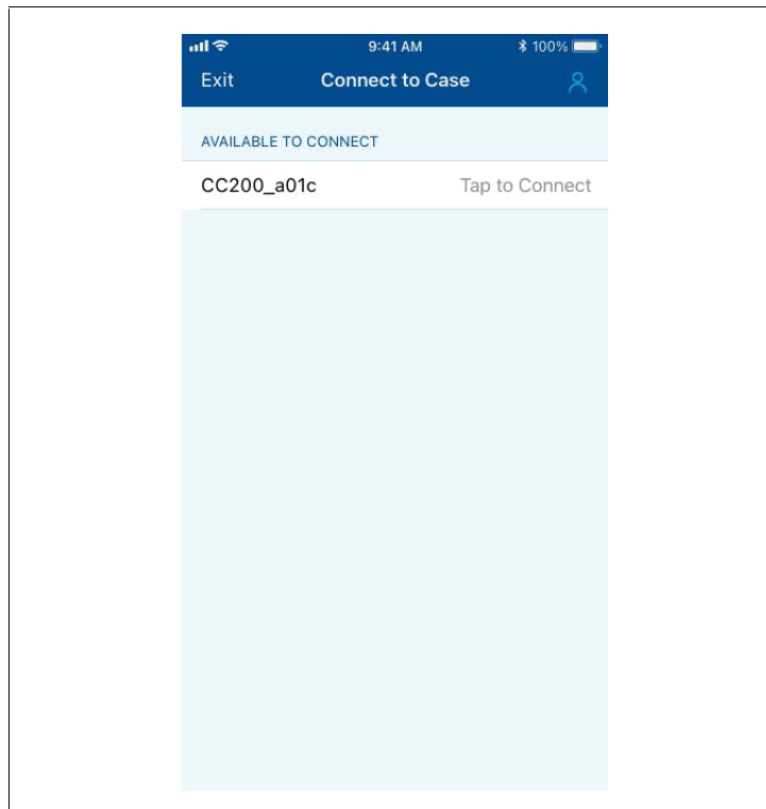 9:41 AM 100%
Exit Connect to Case
AVAILABLE TO CONNECT
CC200_a01c Tap to Connect